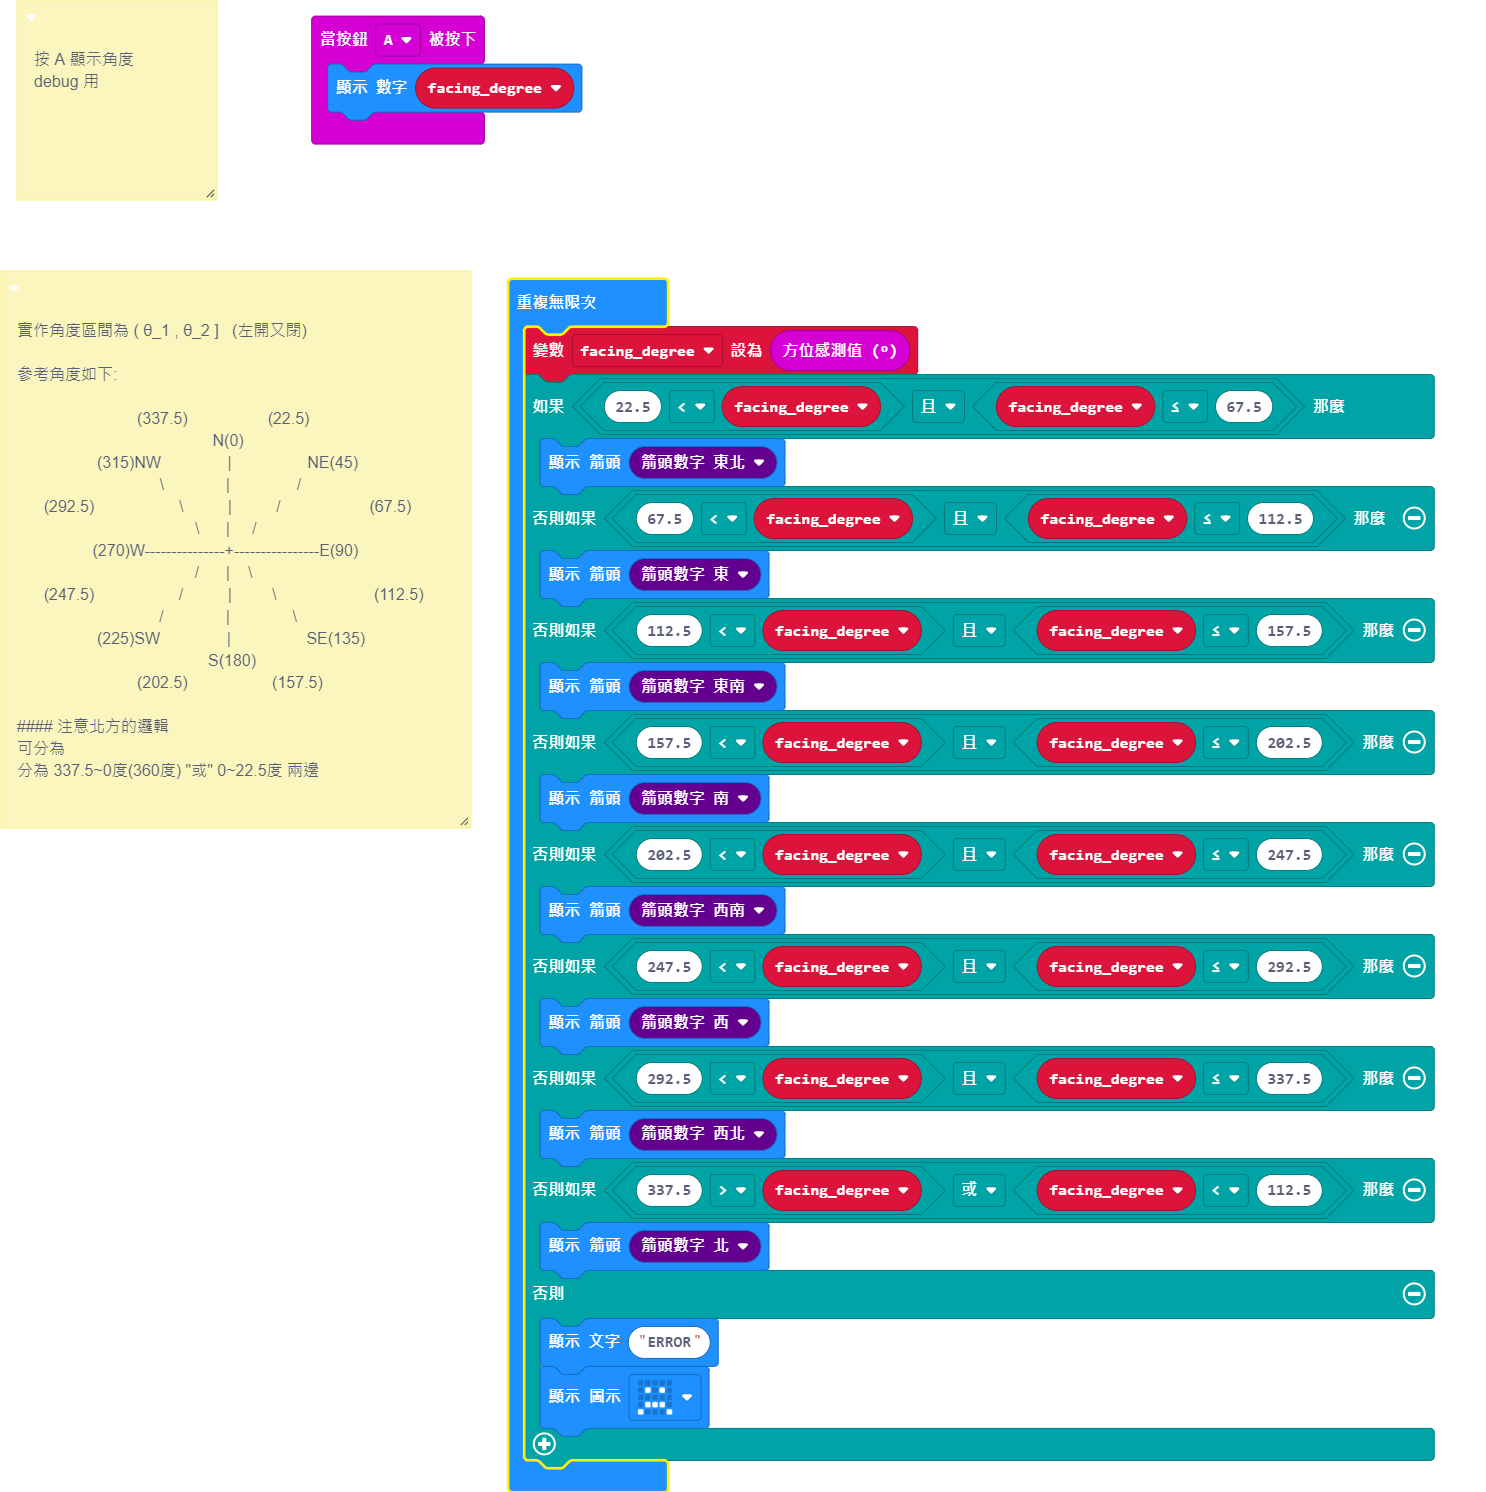 按 A 顯示角度
debug 用
當按鈕 A 被按下
顯示 數字 facing_degree
實作角度區間為 ( θ_1 , θ_2 ] (左開又閉)
參考角度如下:
(337.5) (22.5)
N(0)
(315)NW | NE(45)
\ | /
(292.5) \ | / (67.5)
\ | /
(270)W---------------+----------------E(90)
/ | \
(247.5) / | \ (112.5)
/ | \
(225)SW | SE(135)
S(180)
(202.5) (157.5)
#### 注意北方的邏輯
可分為
分為 337.5~0度(360度) "或" 0~22.5度 兩邊
重複無限次
變數 facing_degree 設為 方位感測值 (º)
如果 22.5 < facing_degree 且 facing_degree ≤ 67.5 那麼
顯示 箭頭 箭頭數字 東北
否則如果 67.5 < facing_degree 且 facing_degree ≤ 112.5 那麼
顯示 箭頭 箭頭數字 東
否則如果 112.5 < facing_degree 且 facing_degree ≤ 157.5 那麼
顯示 箭頭 箭頭數字 東南
否則如果 157.5 < facing_degree 且 facing_degree ≤ 202.5 那麼
顯示 箭頭 箭頭數字 南
否則如果 202.5 < facing_degree 且 facing_degree ≤ 247.5 那麼
顯示 箭頭 箭頭數字 西南
否則如果 247.5 < facing_degree 且 facing_degree ≤ 292.5 那麼
顯示 箭頭 箭頭數字 西
否則如果 292.5 < facing_degree 且 facing_degree ≤ 337.5 那麼
顯示 箭頭 箭頭數字 西北
否則如果 337.5 > facing_degree 或 facing_degree < 112.5 那麼
顯示 箭頭 箭頭數字 北
否則
顯示 文字 "ERROR"
顯示 圖示